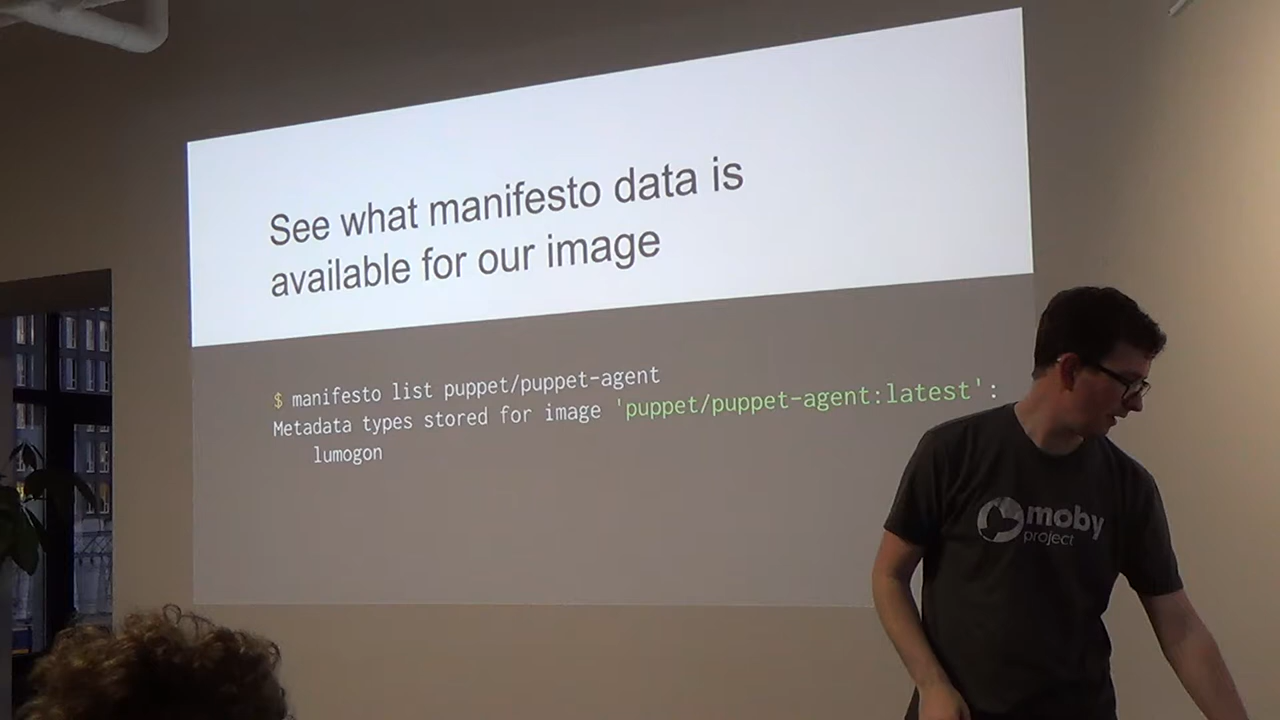 See what manifesto data is
available for our image
$ manifesto list puppet/puppet-agent
Metadata types stored for image 'puppet/puppet-agent:latest':
lumogon
moby
project